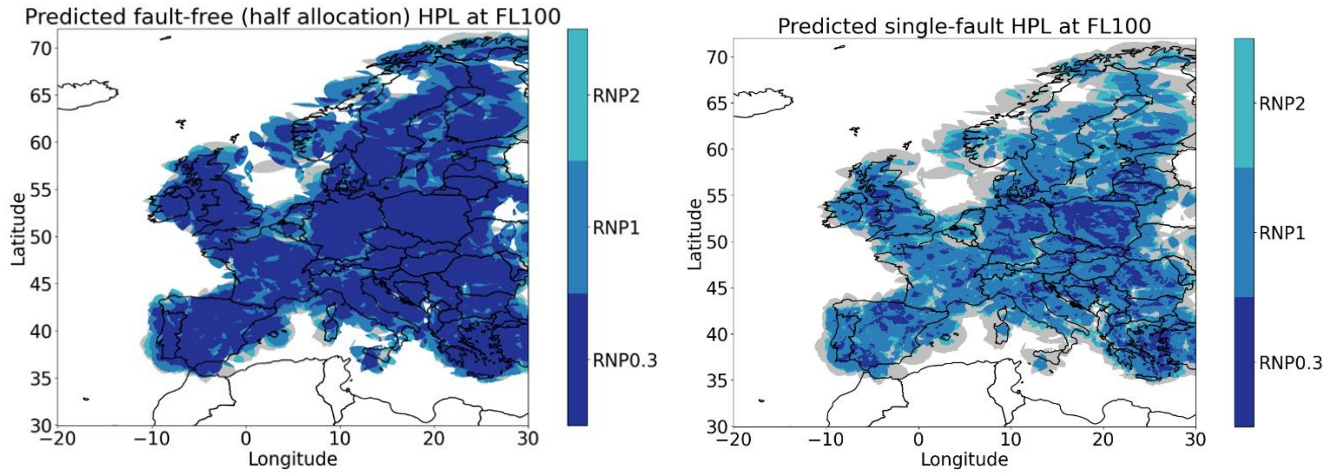 Predicted fault-free (half allocation) HPL at FL100
70
65
60
55
50
45
40
35
30
Latitude
−20
−10
0
10
20
30
Longitude
RNP2
RNP1
RNP0.3
Predicted single-fault HPL at FL100
70
65
60
55
50
45
40
35
30
Latitude
−20
−10
0
10
20
30
Longitude
RNP2
RNP1
RNP0.3